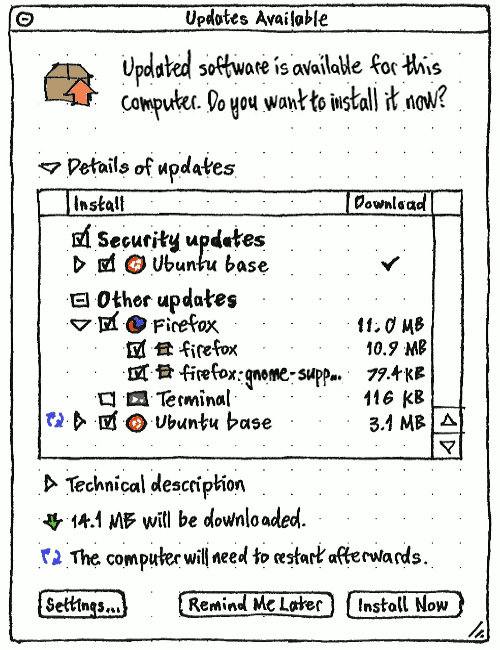 Updates Available
Updated software is available for this
computer. Do you want to install it now?
Details of updates
Install Download
Security updates
Ubuntu base
Other updates
Firefox 11.0 MB
firefox 10.9 MB
firefox-gnome-supp... 79.4 KB
Terminal 116 KB
Ubuntu base 3.1 MB
Technical description
14.1 MB will be downloaded.
The computer will need to restart afterwards.
Settings... Remind Me Later Install Now